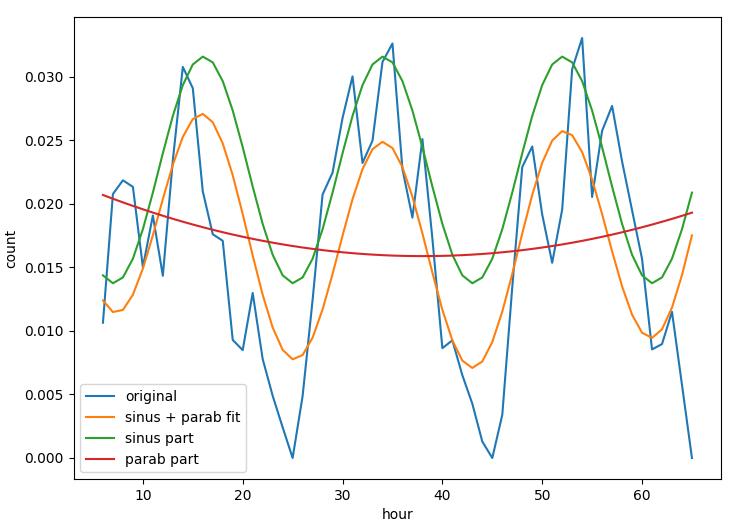 0.030
0.025
0.020
0.015
0.010
0.005
0.000
count
original
sinus + parab fit
sinus part
parab part
10 20 30 40 50 60
hour